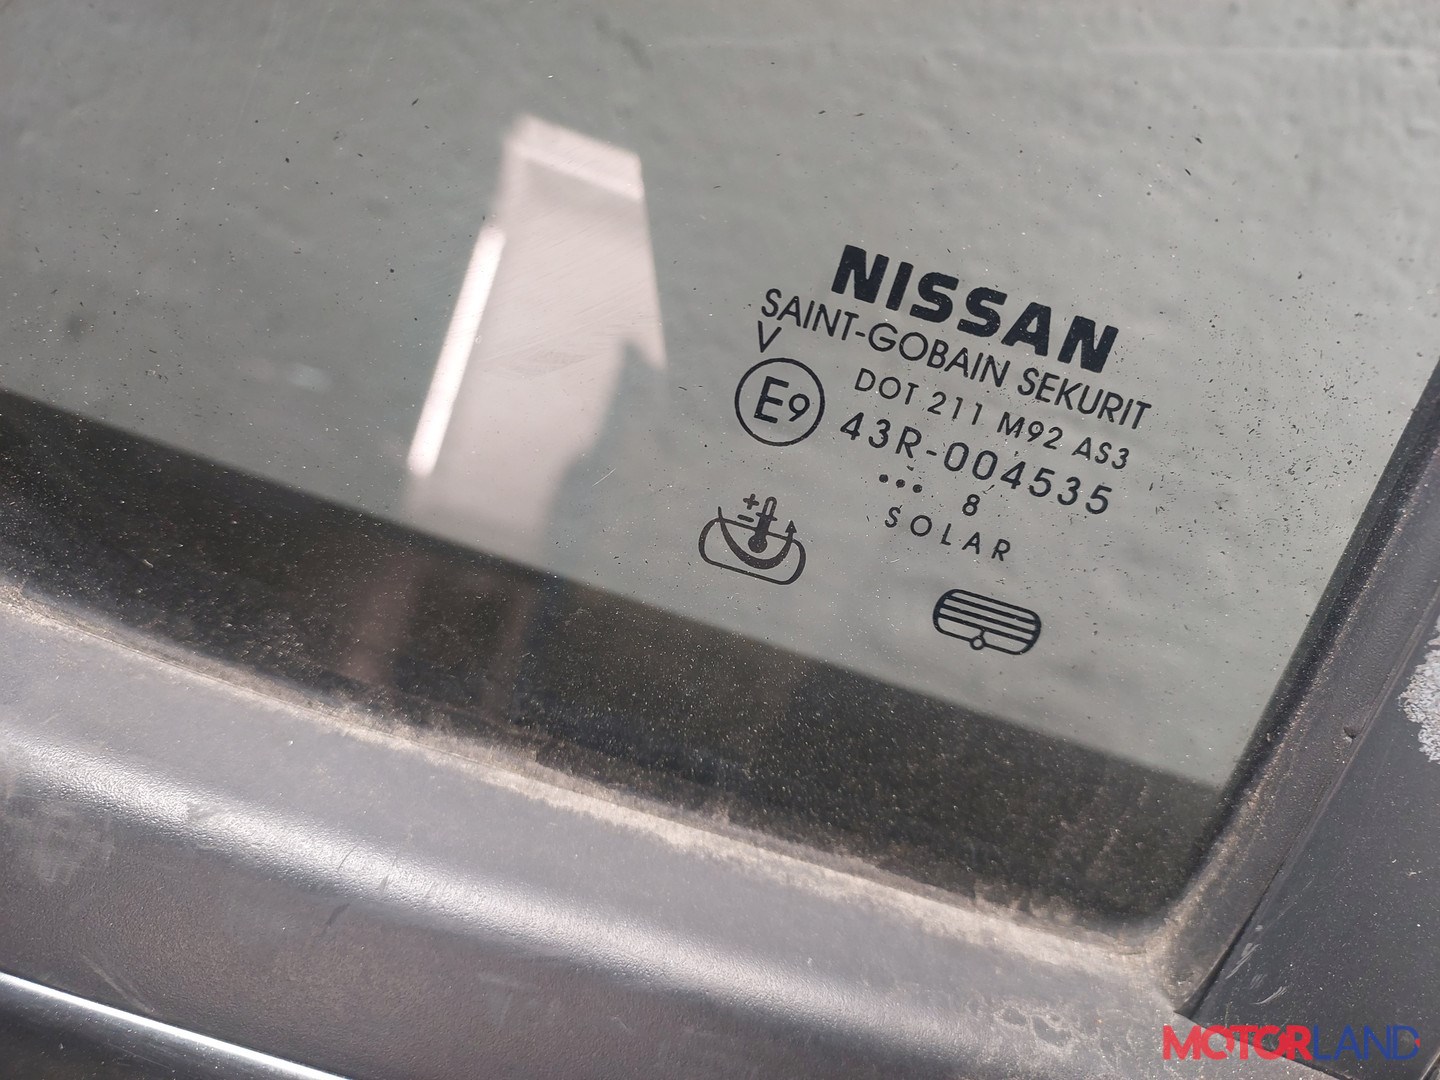 NISSAN
SAINT-GOBAIN SEKURIT
V
DOT 211 M92 AS3
E9 43R-004535
••• 8
SOLAR
MOTORLAND